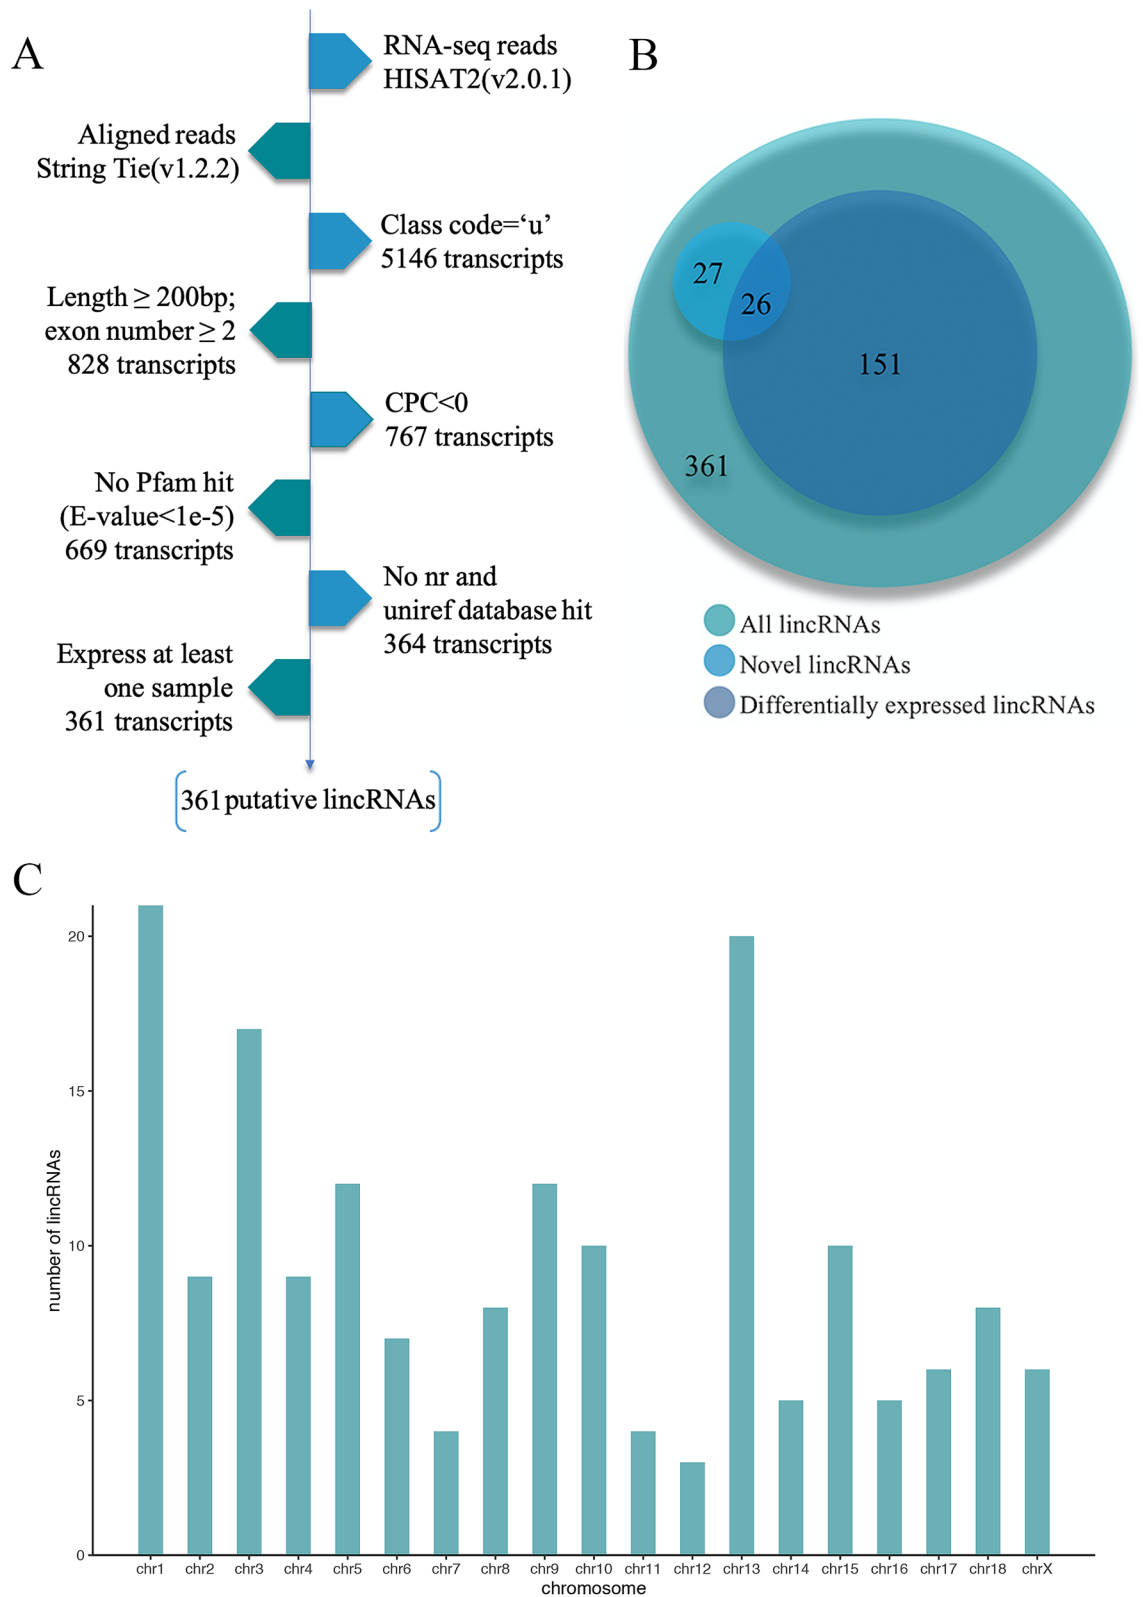 A
RNA-seq reads
HISAT2(v2.0.1)
Aligned reads
String Tie(v1.2.2)
Class code=‘u’
5146 transcripts
Length ≥ 200bp;
exon number ≥ 2
828 transcripts
CPC<0
767 transcripts
No Pfam hit
(E-value<1e-5)
669 transcripts
No nr and
uniref database hit
364 transcripts
Express at least
one sample
361 transcripts
361 putative lincRNAs
B
27
26
151
361
All lincRNAs
Novel lincRNAs
Differentially expressed lincRNAs
C
number of lincRNAs
20
15
10
5
0
chr1 chr2 chr3 chr4 chr5 chr6 chr7 chr8 chr9 chr10 chr11 chr12 chr13 chr14 chr15 chr16 chr17 chr18 chrX
chromosome